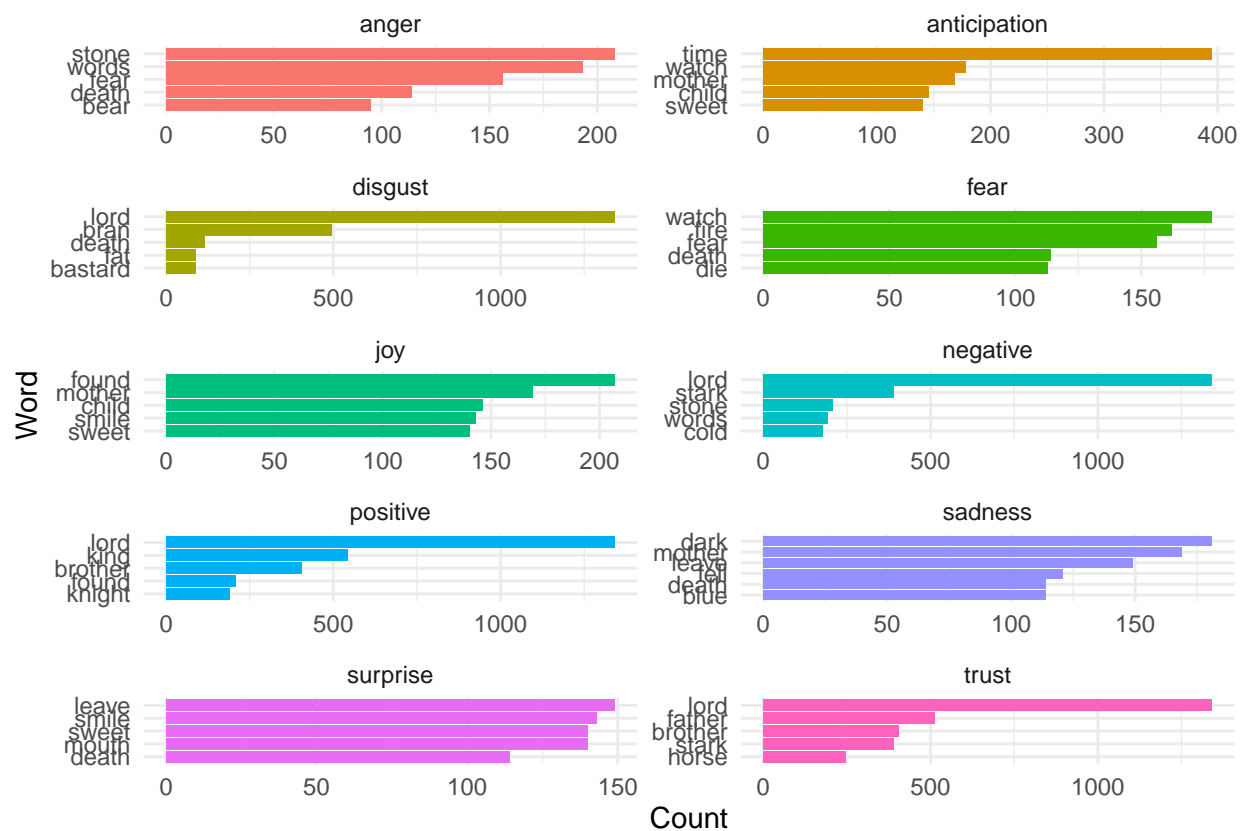 anger
stone
words
fear
death
bear
0 50 100 150 200
anticipation
time
watch
mother
child
sweet
0 100 200 300 400
disgust
lord
bran
death
fat
bastard
0 500 1000
fear
watch
fire
fear
death
die
0 50 100 150
joy
found
mother
child
smile
sweet
0 50 100 150 200
negative
lord
stark
stone
words
cold
0 500 1000
positive
lord
king
brother
found
knight
0 500 1000
sadness
dark
mother
leave
fell
death
blue
0 50 100 150
surprise
leave
smile
sweet
mouth
death
0 50 100 150
trust
lord
father
brother
stark
horse
0 500 1000
Word
Count